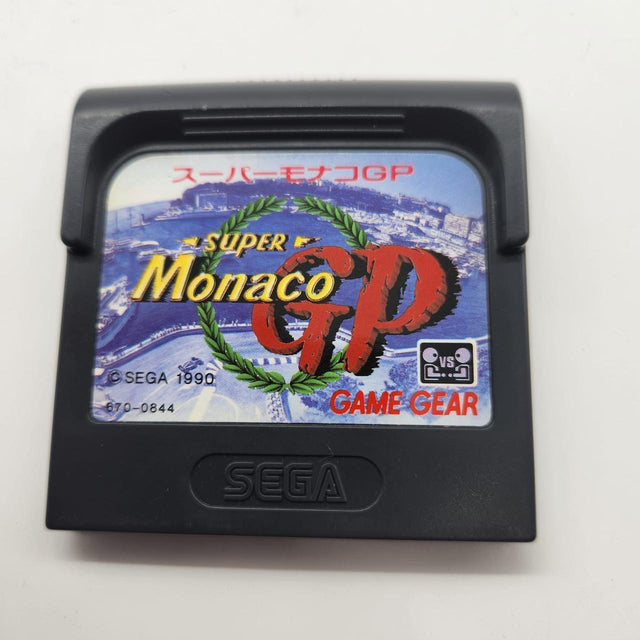 スーパーモナコGP
SUPER
Monaco GP
© SEGA 1990
VS
670-0844
GAME GEAR
SEGA